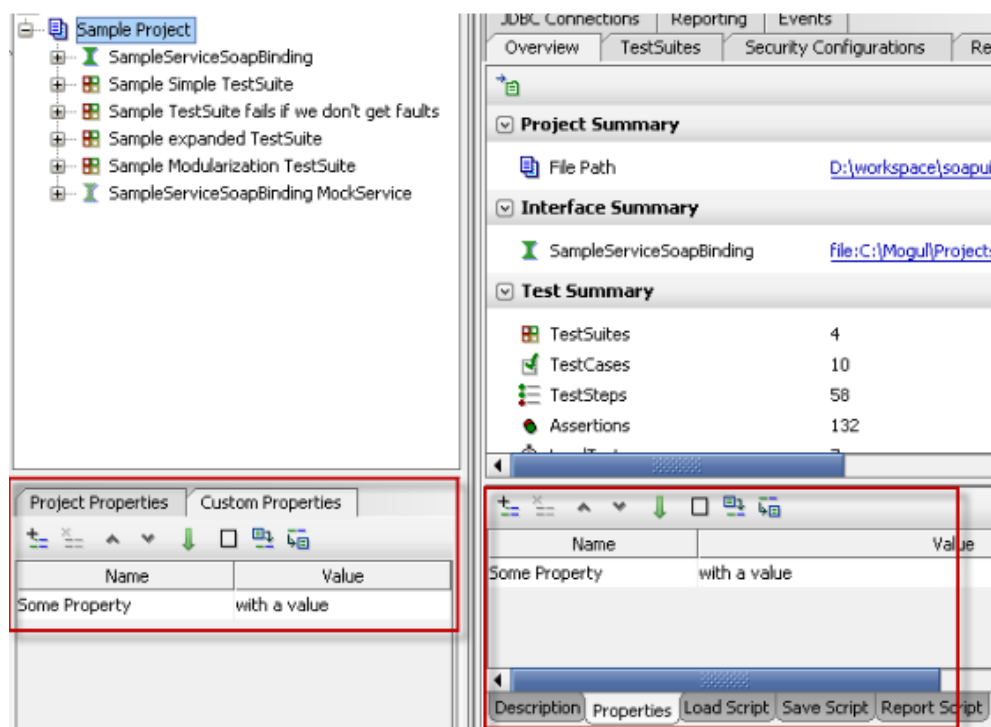 Sample Project
SampleServiceSoapBinding
Sample Simple TestSuite
Sample TestSuite fails if we don't get faults
Sample expanded TestSuite
Sample Modularization TestSuite
SampleServiceSoapBinding MockService
Project Properties Custom Properties
Name Value
Some Property with a value
JDBC Connections Reporting Events
Overview TestSuites Security Configurations Re
Project Summary
File Path D:\workspace\soapui
Interface Summary
SampleServiceSoapBinding file:C:\Mogul\Projects
Test Summary
TestSuites 4
TestCases 10
TestSteps 58
Assertions 132
Name Value
Some Property with a value
Description Properties Load Script Save Script Report Script